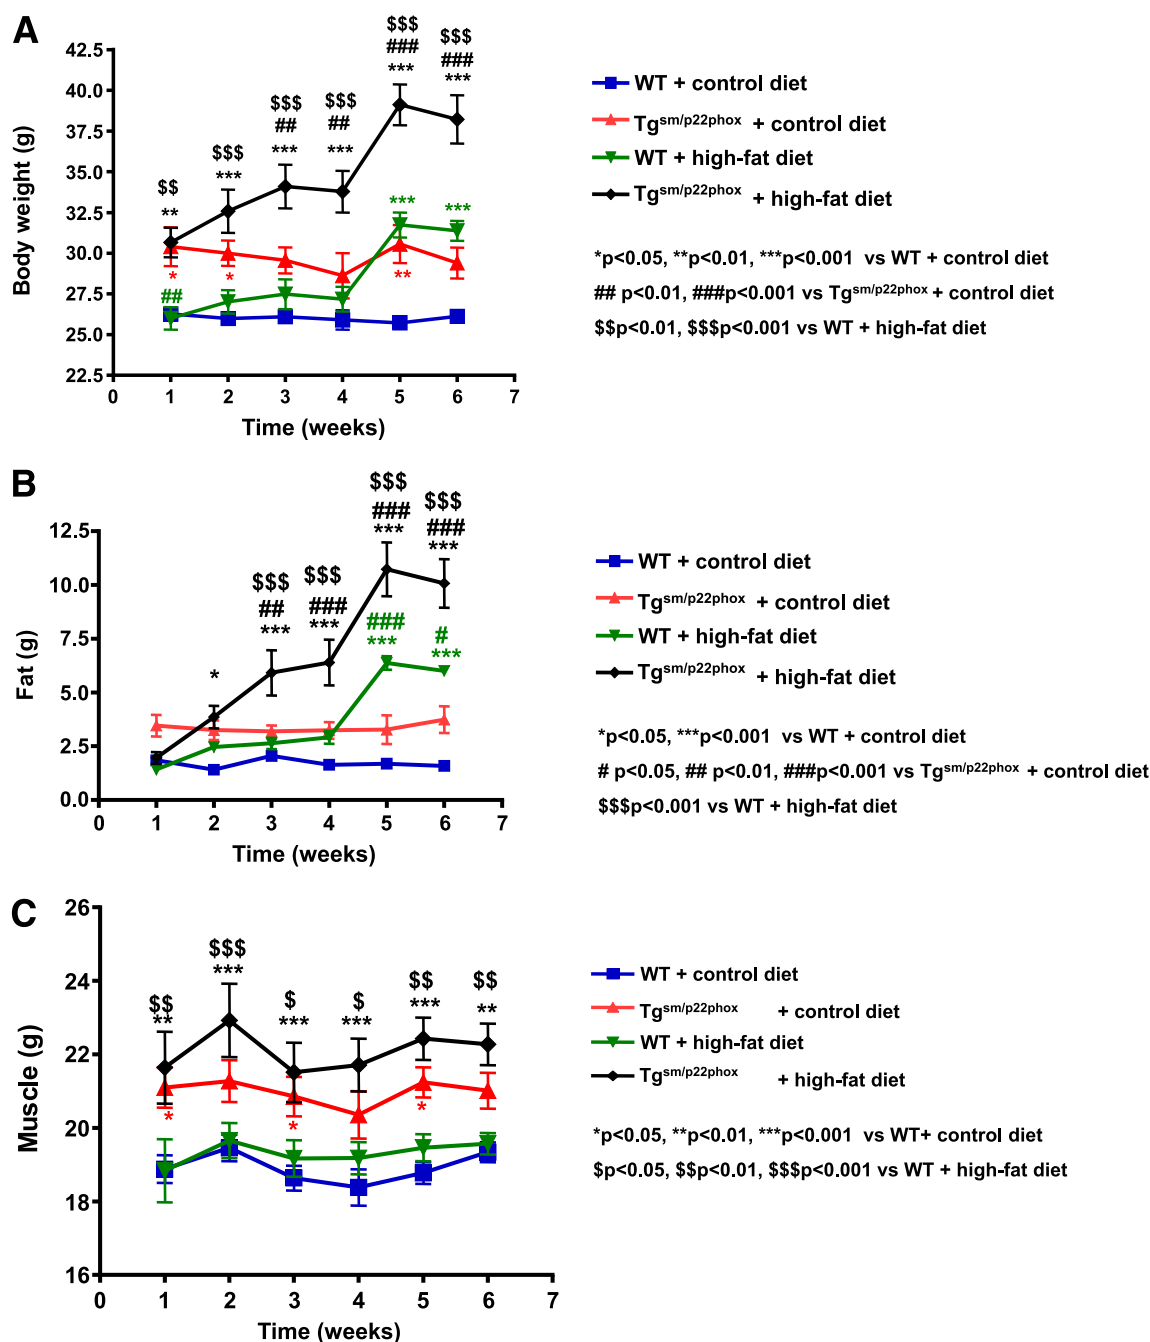 A
$$$
$$$
###
###
***
***
$$$
##
***
$$$
##
***
$$$
***
$$
**
***
***
*
*
**
##
42.5
40.0
37.5
35.0
32.5
30.0
27.5
25.0
22.5
Body weight (g)
0 1 2 3 4 5 6 7
Time (weeks)
WT + control diet
Tgsm/p22phox + control diet
WT + high-fat diet
Tgsm/p22phox + high-fat diet
*p<0.05, **p<0.01, ***p<0.001 vs WT + control diet
## p<0.01, ###p<0.001 vs Tgsm/p22phox + control diet
$$p<0.01, $$$p<0.001 vs WT + high-fat diet
B
$$$
###
***
$$$
###
***
$$$
##
***
$$$
###
***
*
###
***
#
***
12.5
10.0
7.5
5.0
2.5
0.0
Fat (g)
0 1 2 3 4 5 6 7
Time (weeks)
WT + control diet
Tgsm/p22phox + control diet
WT + high-fat diet
Tgsm/p22phox + high-fat diet
*p<0.05, ***p<0.001 vs WT + control diet
# p<0.05, ## p<0.01, ###p<0.001 vs Tgsm/p22phox + control diet
$$$p<0.001 vs WT + high-fat diet
C
$$
**
$$$
***
$
***
$
***
$$
***
$$
**
*
*
*
26
24
22
20
18
16
Muscle (g)
0 1 2 3 4 5 6 7
Time (weeks)
WT + control diet
Tgsm/p22phox + control diet
WT + high-fat diet
Tgsm/p22phox + high-fat diet
*p<0.05, **p<0.01, ***p<0.001 vs WT+ control diet
$p<0.05, $$p<0.01, $$$p<0.001 vs WT + high-fat diet